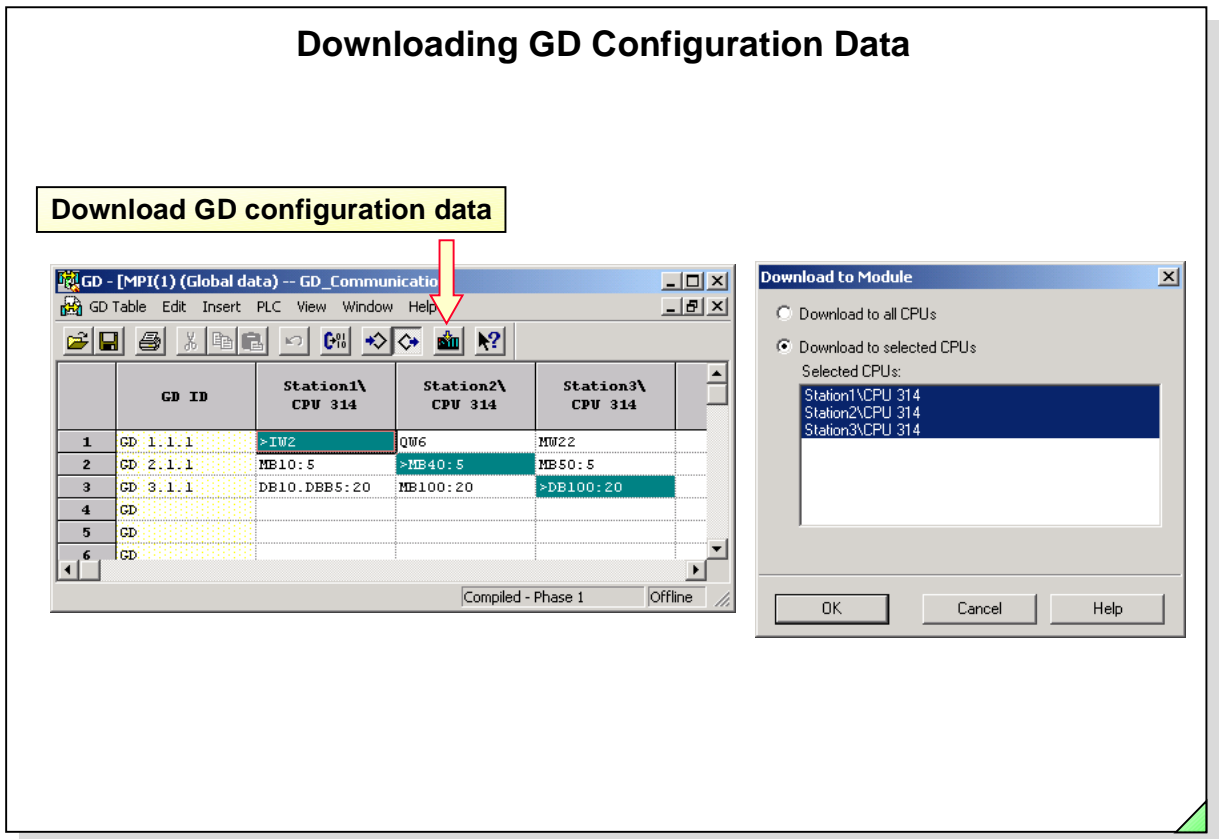 Downloading GD Configuration Data
Download GD configuration data
GD - [MPI(1) (Global data) -- GD_Communicatio
GD Table Edit Insert PLC View Window Help
GD ID Station1\ Station2\ Station3\
CPU 314 CPU 314 CPU 314
1 GD 1.1.1 >IW2 QW6 MW22
2 GD 2.1.1 MB10:5 >MB40:5 MB50:5
3 GD 3.1.1 DB10.DBB5:20 MB100:20 >DB100:20
4 GD
5 GD
6 GD
Compiled - Phase 1 Offline
Download to Module
Download to all CPUs
Download to selected CPUs
Selected CPUs:
Station1\CPU 314
Station2\CPU 314
Station3\CPU 314
OK Cancel Help